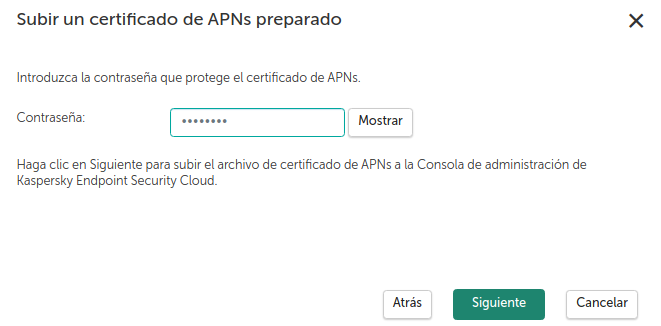 Subir un certificado de APNs preparado
Introduzca la contraseña que protege el certificado de APNs.
Contraseña:
••••••••
Mostrar
Haga clic en Siguiente para subir el archivo de certificado de APNs a la Consola de administración de
Kaspersky Endpoint Security Cloud.
Atrás
Siguiente
Cancelar